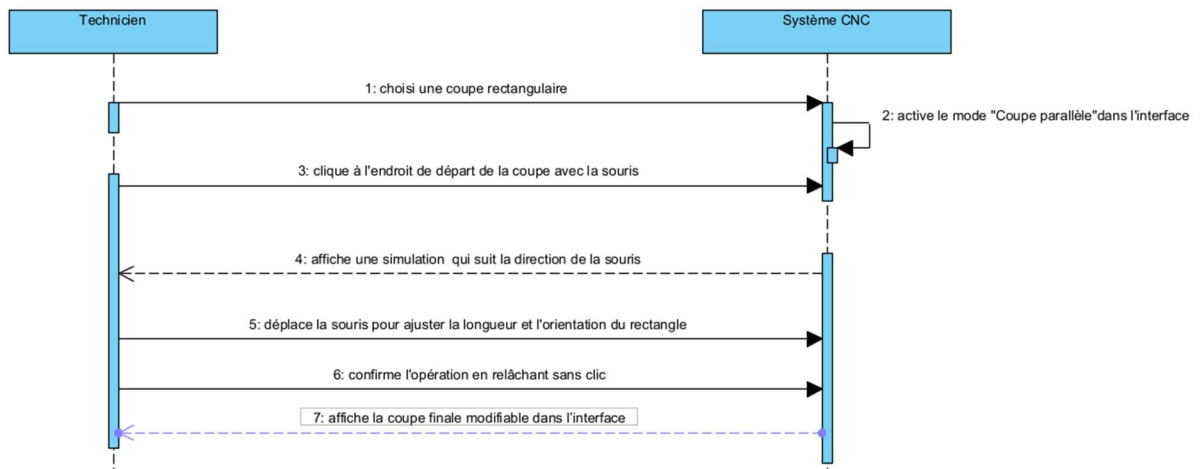 Technicien
Système CNC
1: choisi une coupe rectangulaire
2: active le mode "Coupe parallèle"dans l'interface
3: clique à l'endroit de départ de la coupe avec la souris
4: affiche une simulation qui suit la direction de la souris
5: déplace la souris pour ajuster la longueur et l'orientation du rectangle
6: confirme l'opération en relâchant sans clic
7: affiche la coupe finale modifiable dans l'interface